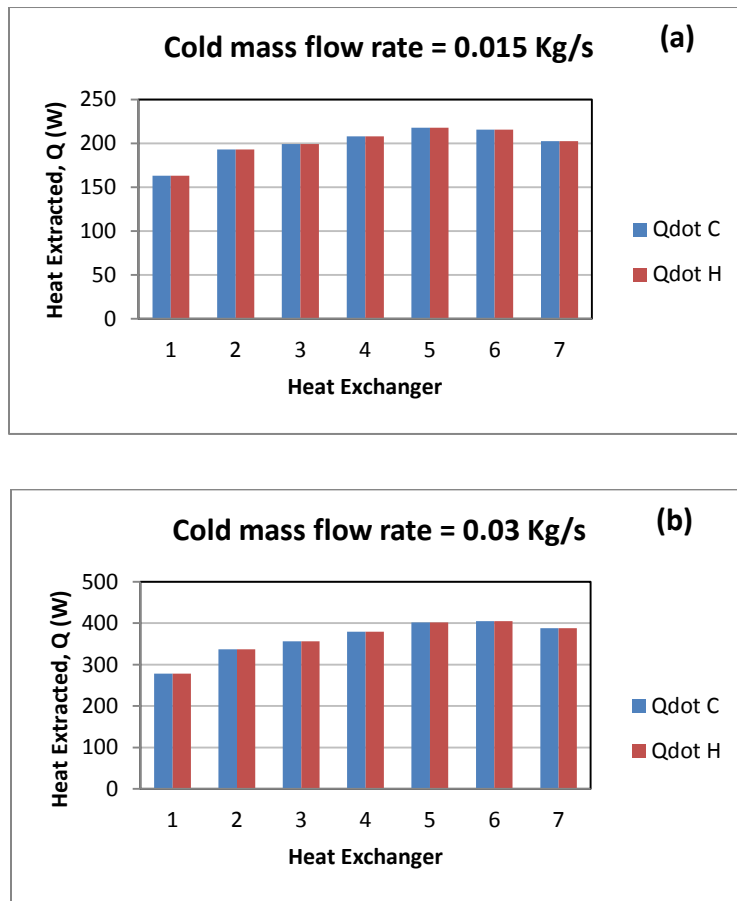 Cold mass flow rate = 0.015 Kg/s
(a)
Heat Extracted, Q (W)
250
200
150
100
50
0
1 2 3 4 5 6 7
Heat Exchanger
Qdot C
Qdot H
Cold mass flow rate = 0.03 Kg/s
(b)
Heat Extracted, Q (W)
500
400
300
200
100
0
1 2 3 4 5 6 7
Heat Exchanger
Qdot C
Qdot H